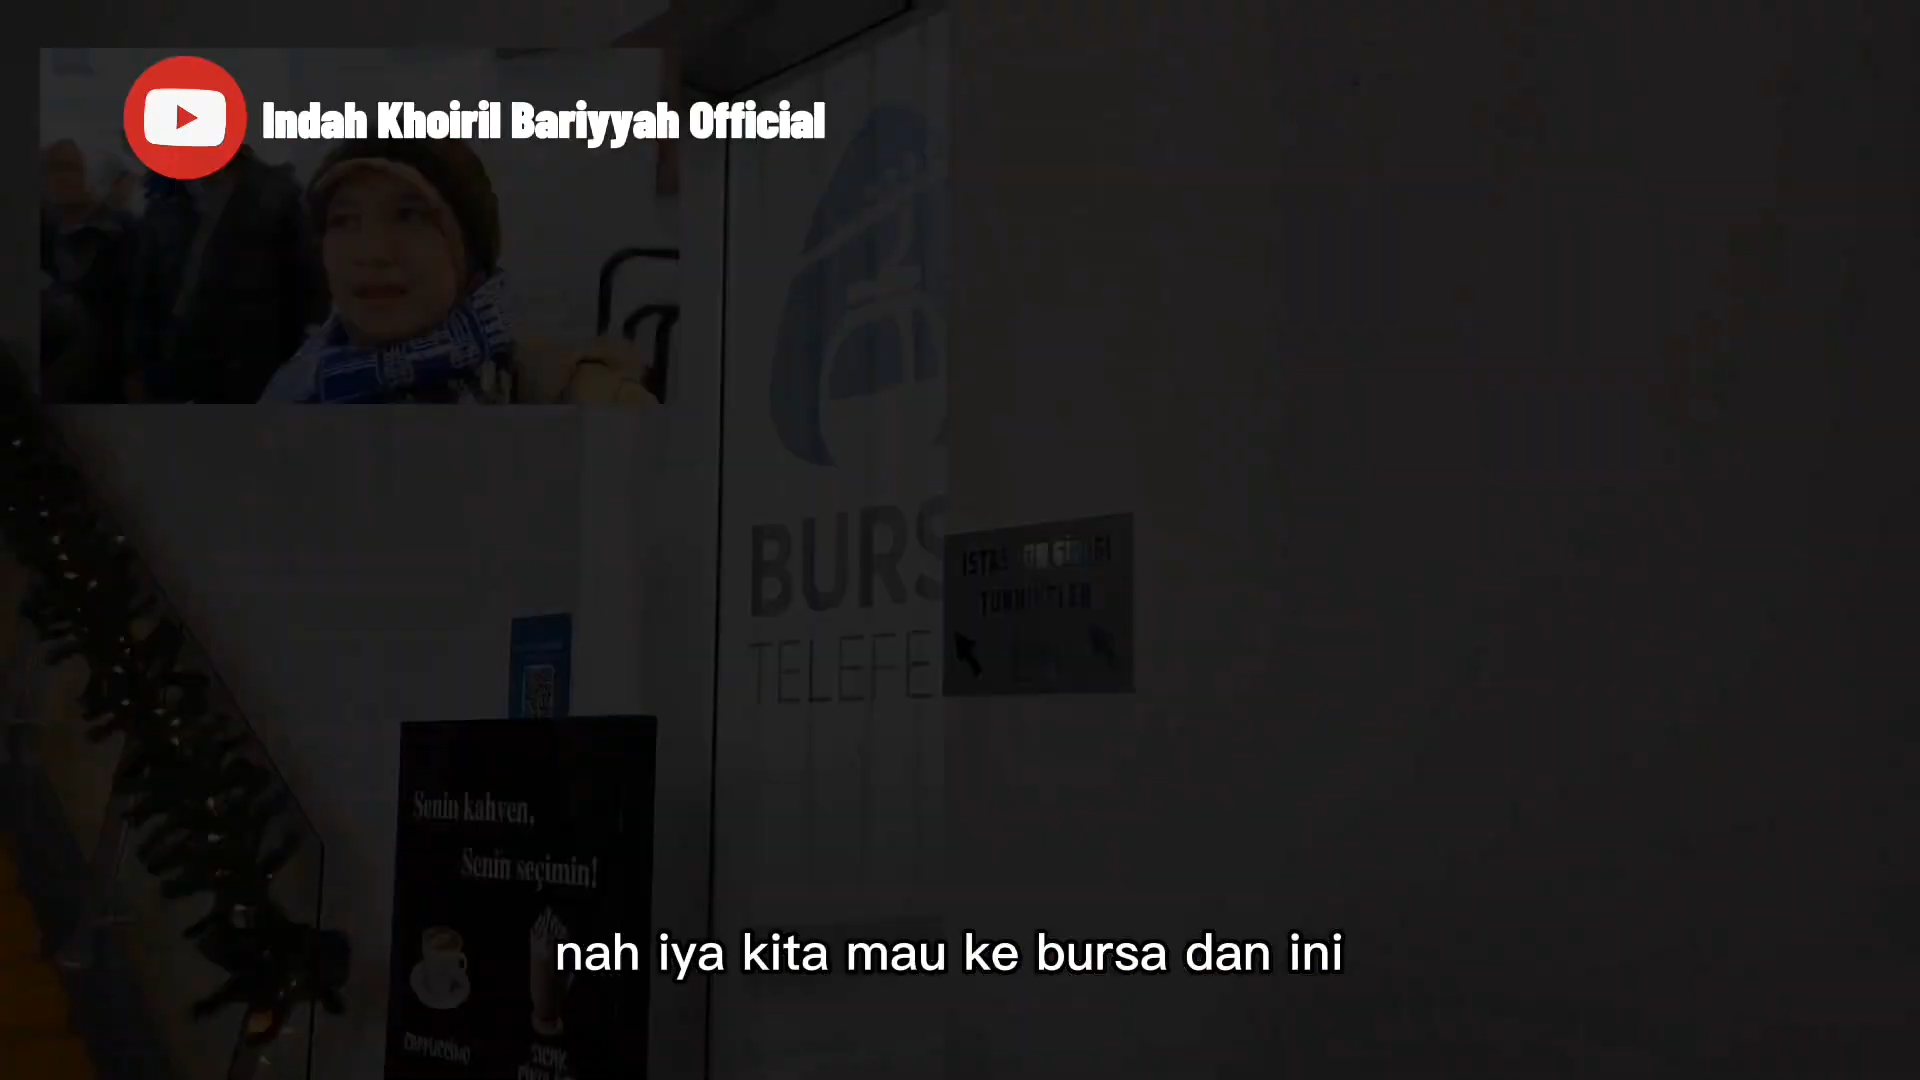 Indah Khoiril Bariyyah Official
BURS
TELEFE
Senin kahven,
Senin seçimin!
nah iya kita mau ke bursa dan ini